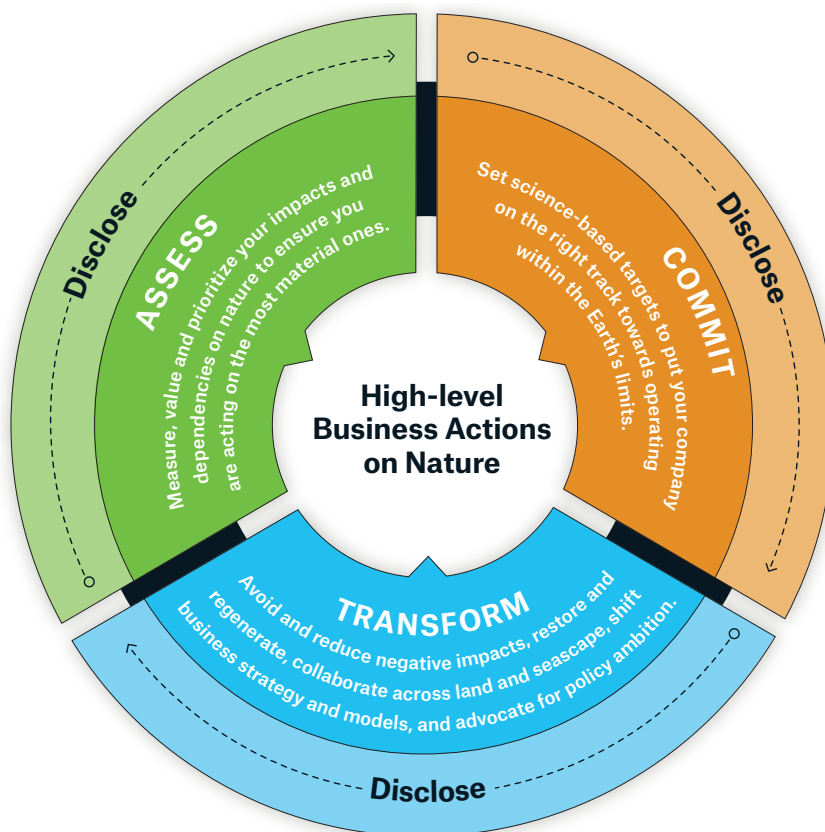 Disclose
ASSESS
Measure, value and prioritize your impacts and
dependencies on nature to ensure you
are acting on the most material ones.
Disclose
COMMIT
Set science-based targets to put your company
on the right track towards operating
within the Earth's limits.
High-level
Business Actions
on Nature
TRANSFORM
Avoid and reduce negative impacts, restore and
regenerate, collaborate across land and seascape, shift
business strategy and models, and advocate for policy ambition.
Disclose